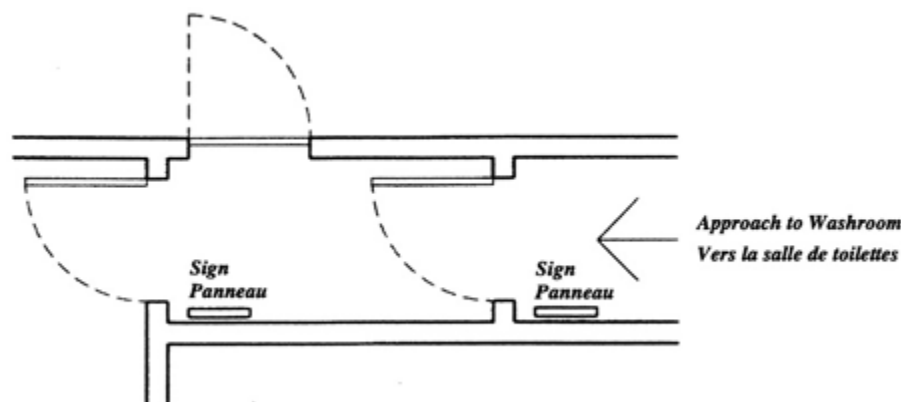 Approach to Washroom
Vers la salle de toilettes
Sign
Panneau
Sign
Panneau